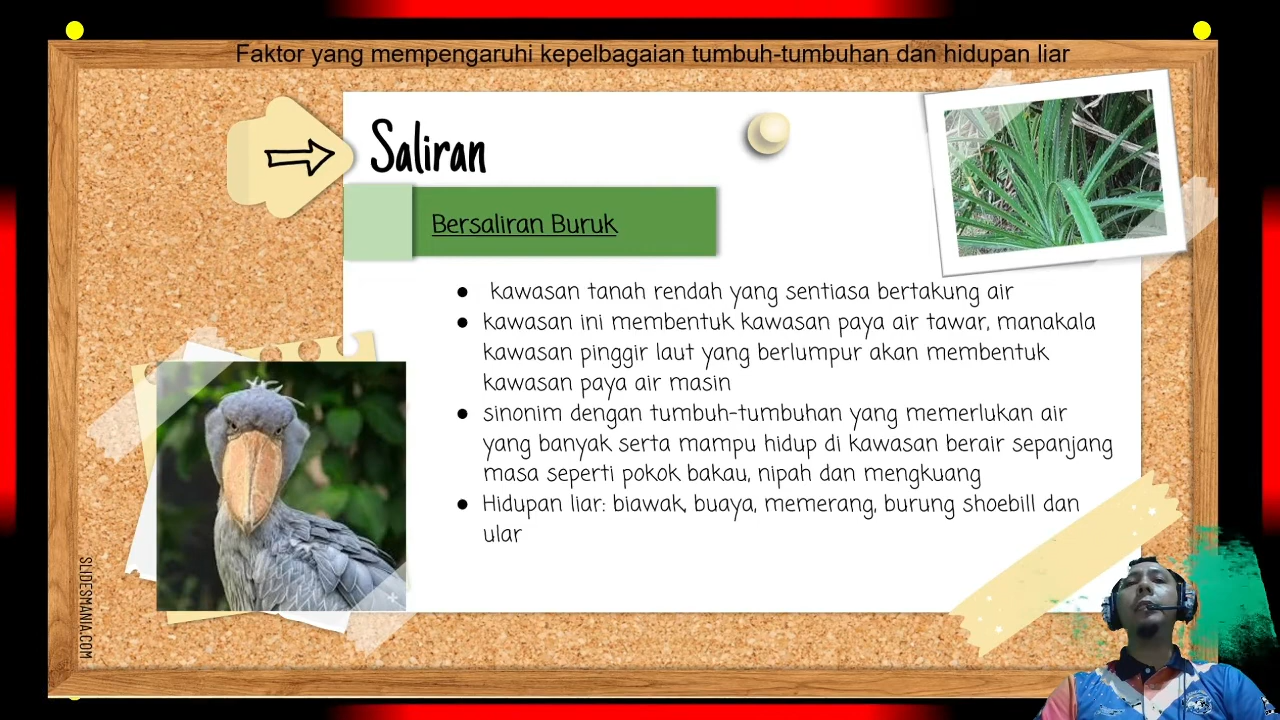 Faktor yang mempengaruhi kepelbagaian tumbuh-tumbuhan dan hidupan liar
Saliran
Bersaliran Buruk
● kawasan tanah rendah yang sentiasa bertakung air
● kawasan ini membentuk kawasan paya air tawar, manakala
kawasan pinggir laut yang berlumpur akan membentuk
kawasan paya air masin
● sinonim dengan tumbuh-tumbuhan yang memerlukan air
yang banyak serta mampu hidup di kawasan berair sepanjang
masa seperti pokok bakau, nipah dan mengkuang
● Hidupan liar: biawak, buaya, memerang, burung shoebill dan
ular
SLIDESMANIA.COM